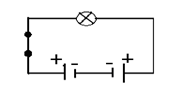 + - - +